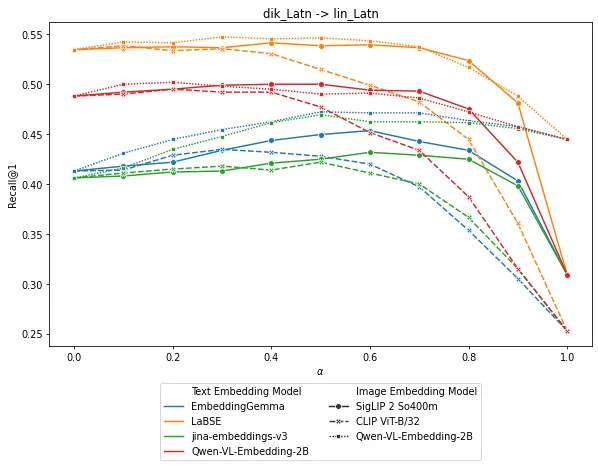 dik_Latn -> lin_Latn
Recall@1
0.55
0.50
0.45
0.40
0.35
0.30
0.25
0.0 0.2 0.4 0.6 0.8 1.0
α
Text Embedding Model Image Embedding Model
EmbeddingGemma SigLIP 2 So400m
LaBSE CLIP ViT-B/32
jina-embeddings-v3 Qwen-VL-Embedding-2B
Qwen-VL-Embedding-2B